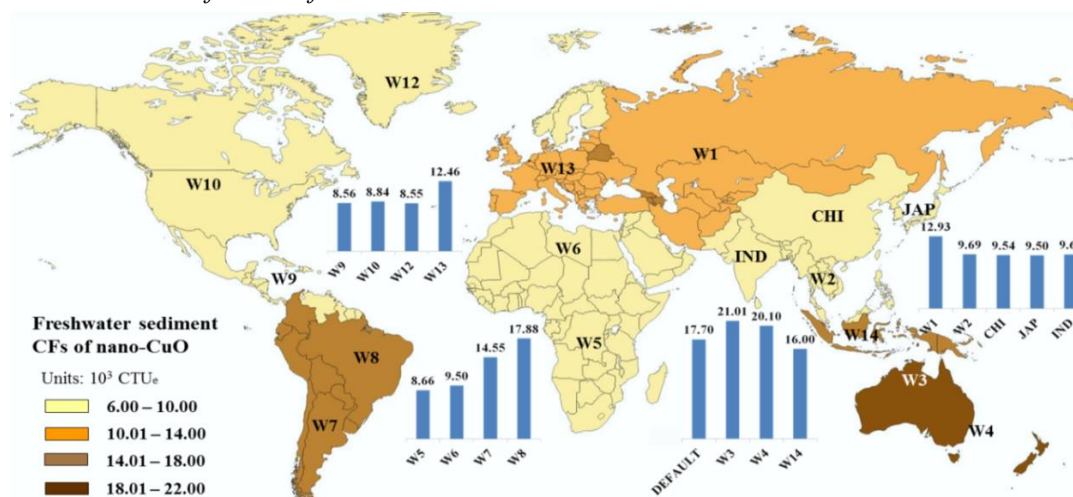 W12
W10
W9
W13
W1
CHI
JAP
W6
IND
W2
W5
W14
W8
W7
W3
W4
8.56 8.84 8.55 12.46
W9 W10 W12 W13
12.93 9.69 9.54 9.50
W1 W2 CHI JAP IND
8.66 9.50 14.55 17.88
W5 W6 W7 W8
17.70 21.01 20.10 16.00
DEFAULT W3 W4 W14
Freshwater sediment
CFs of nano-CuO
Units: 10³ CTUₑ
6.00 – 10.00
10.01 – 14.00
14.01 – 18.00
18.01 – 22.00